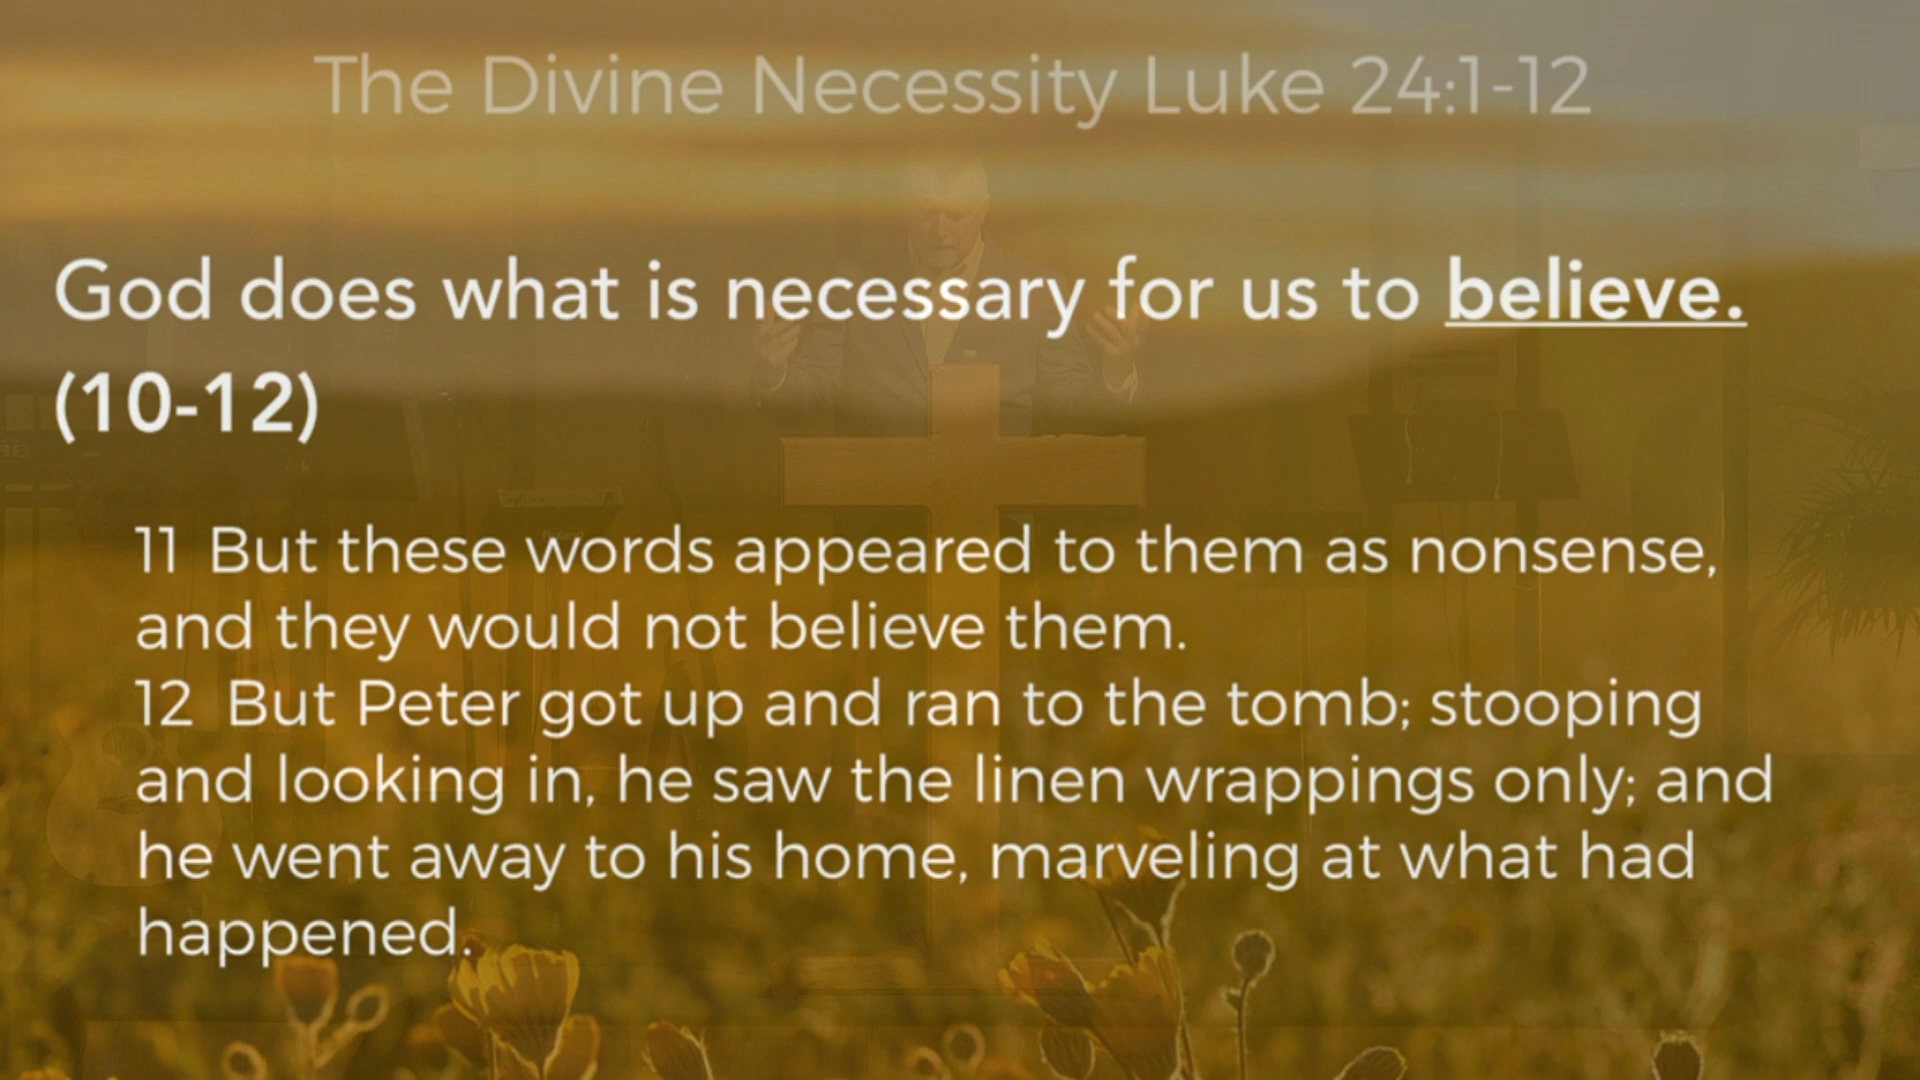 The Divine Necessity Luke 24:1-12
God does what is necessary for us to believe.
(10-12)
11 But these words appeared to them as nonsense,
and they would not believe them.
12 But Peter got up and ran to the tomb; stooping
and looking in, he saw the linen wrappings only; and
he went away to his home, marveling at what had
happened.